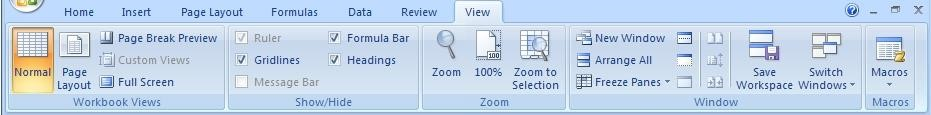 Home Insert Page Layout Formulas Data Review View
Normal
Page Layout
Page Break Preview
Custom Views
Full Screen
Workbook Views
Ruler
Gridlines
Message Bar
Formula Bar
Headings
Show/Hide
Zoom
100
100%
Zoom to
Selection
Zoom
New Window
Arrange All
Freeze Panes
Save
Workspace
Switch
Windows
Window
Macros
Macros